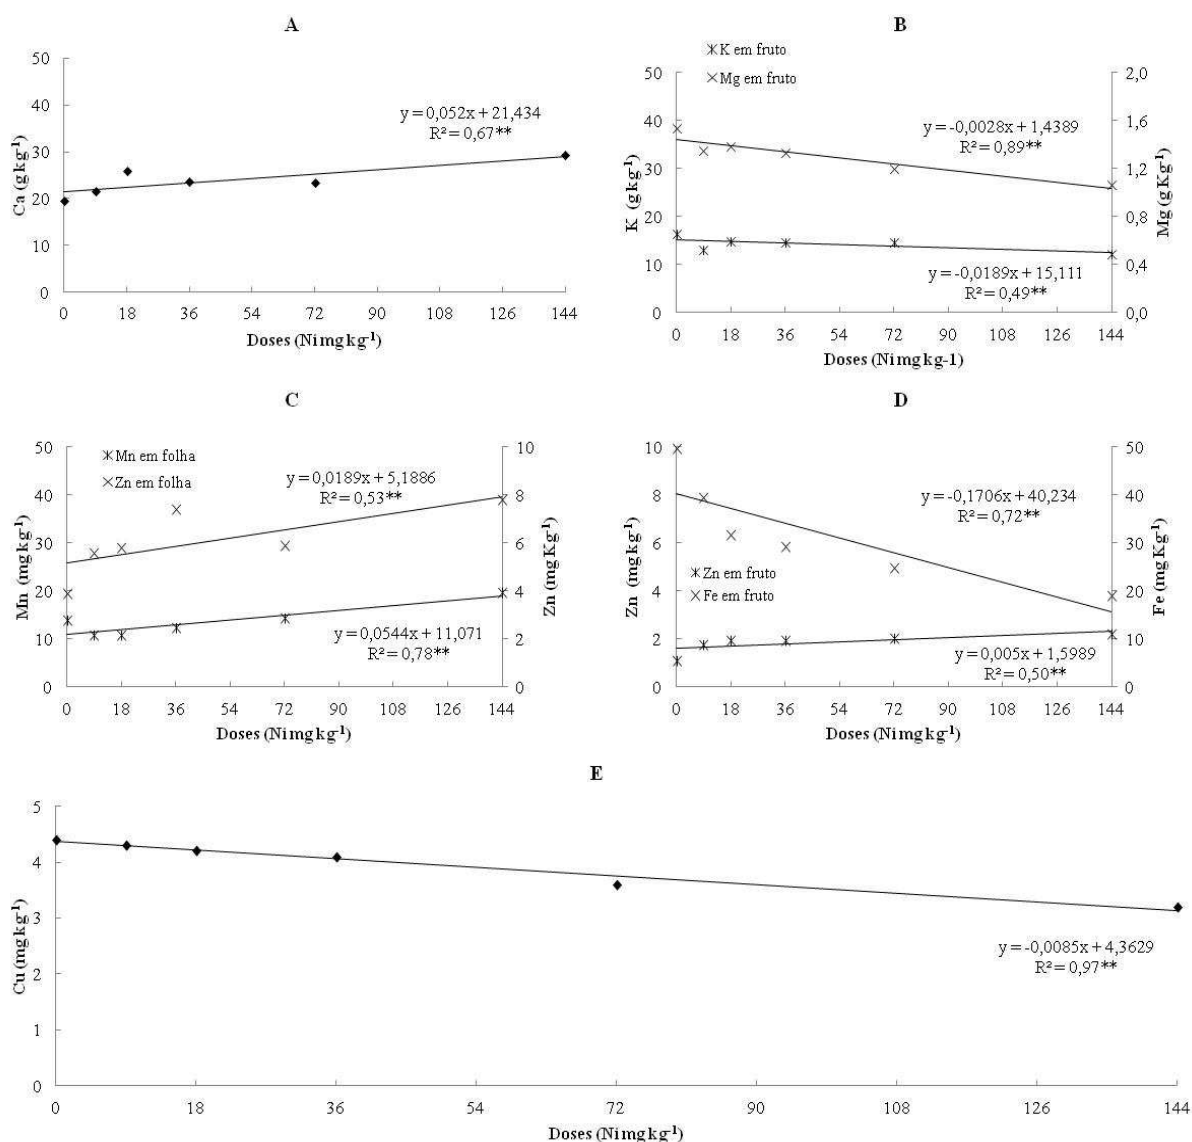 A
50
40
30
20
10
0
Ca (g kg-1)
y = 0,052x + 21,434
R² = 0,67**
0 18 36 54 72 90 108 126 144
Doses (Ni mg kg-1)
B
K em fruto
Mg em fruto
50
40
30
20
10
0
K (g kg-1)
y = -0,0028x + 1,4389
R² = 0,89**
y = -0,0189x + 15,111
R² = 0,49**
2,0
1,6
1,2
0,8
0,4
0,0
Mg (g Kg-1)
0 18 36 54 72 90 108 126 144
Doses (Ni mg kg-1)
C
50
40
30
20
10
0
Mn (mg kg-1)
Mn em folha
Zn em folha
y = 0,0189x + 5,1886
R² = 0,53**
y = 0,0544x + 11,071
R² = 0,78**
10
8
6
4
2
0
Zn (mg Kg-1)
0 18 36 54 72 90 108 126 144
Doses (Ni mg kg-1)
D
10
8
6
4
2
0
Zn (mg kg-1)
y = -0,1706x + 40,234
R² = 0,72**
Zn em fruto
Fe em fruto
y = 0,005x + 1,5989
R² = 0,50**
50
40
30
20
10
0
Fe (mg Kg-1)
0 18 36 54 72 90 108 126 144
Doses (Ni mg kg-1)
E
5
4
3
2
1
0
Cu (mg kg-1)
y = -0,0085x + 4,3629
R² = 0,97**
0 18 36 54 72 90 108 126 144
Doses (Ni mg kg-1)